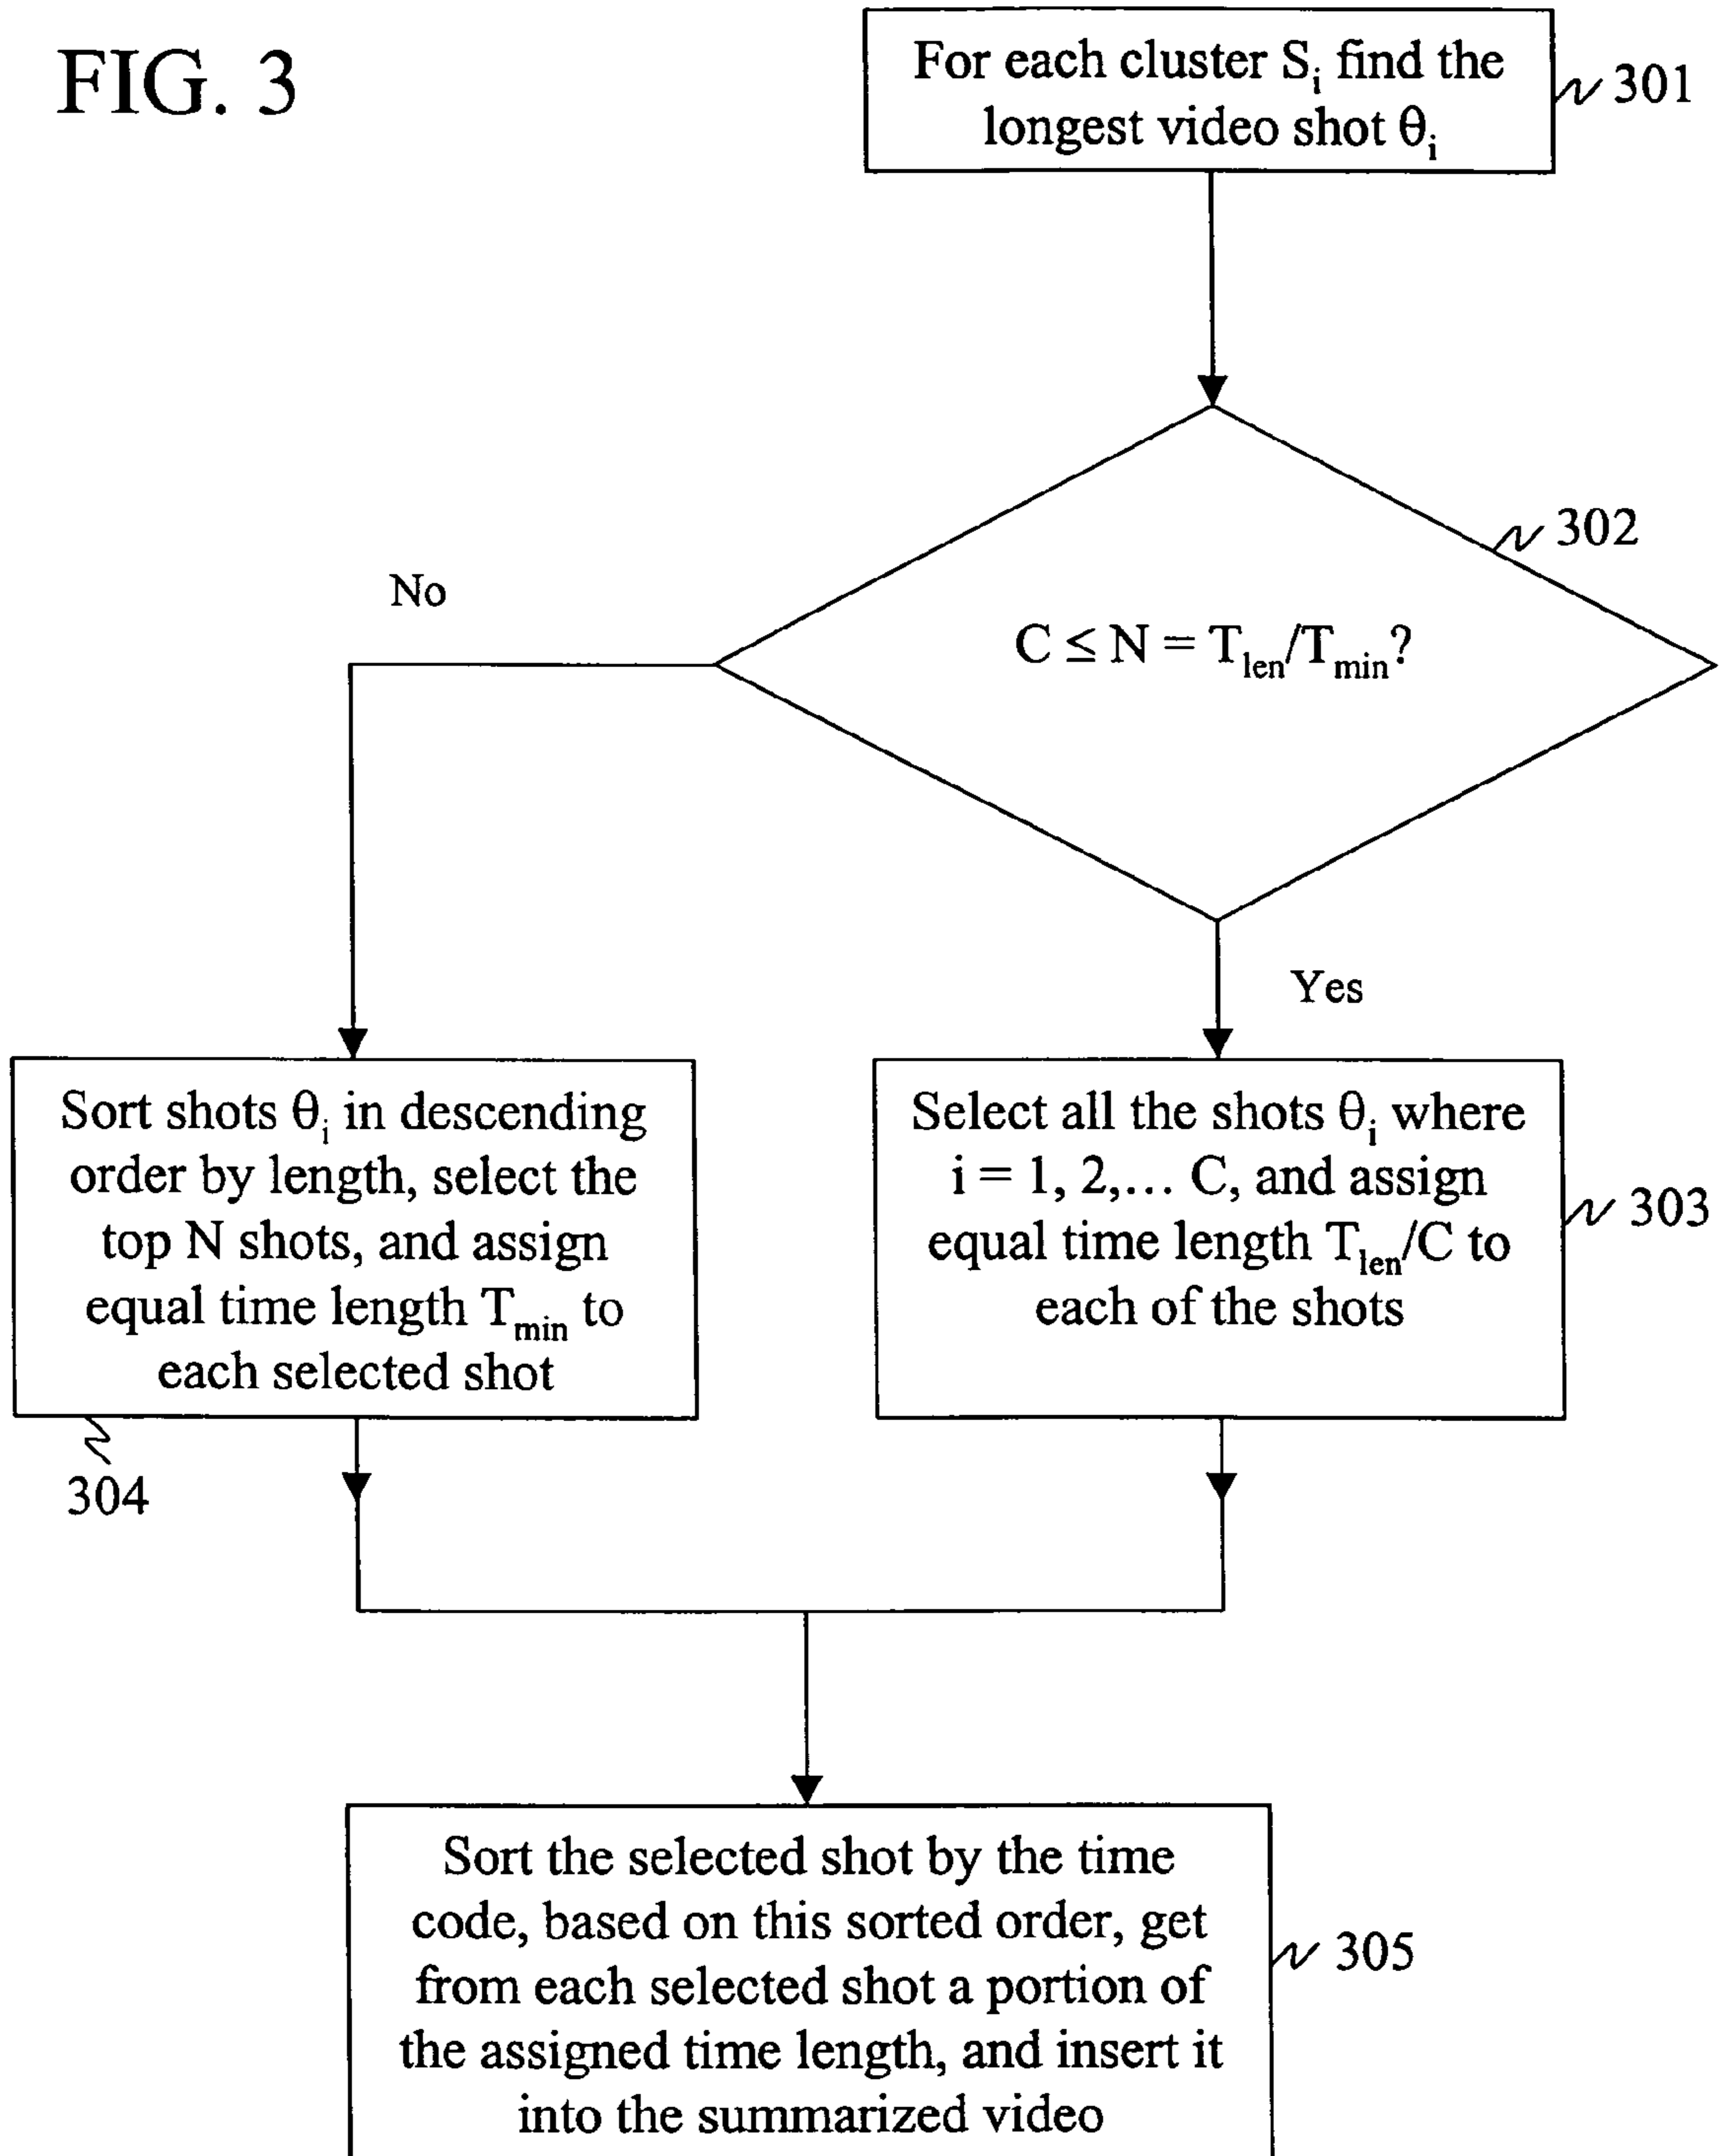 FIG. 3
For each cluster Sᵢ find the
longest video shot θᵢ
301
302
No
C ≤ N = Tₗₑₙ/Tₘᵢₙ?
Yes
Sort shots θᵢ in descending
order by length, select the
top N shots, and assign
equal time length Tₘᵢₙ to
each selected shot
304
Select all the shots θᵢ where
i = 1, 2,... C, and assign
equal time length Tₗₑₙ/C to
each of the shots
303
Sort the selected shot by the time
code, based on this sorted order, get
from each selected shot a portion of
the assigned time length, and insert it
into the summarized video
305